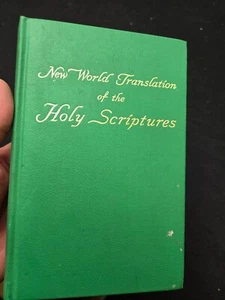 New World Translation
of the
Holy Scriptures